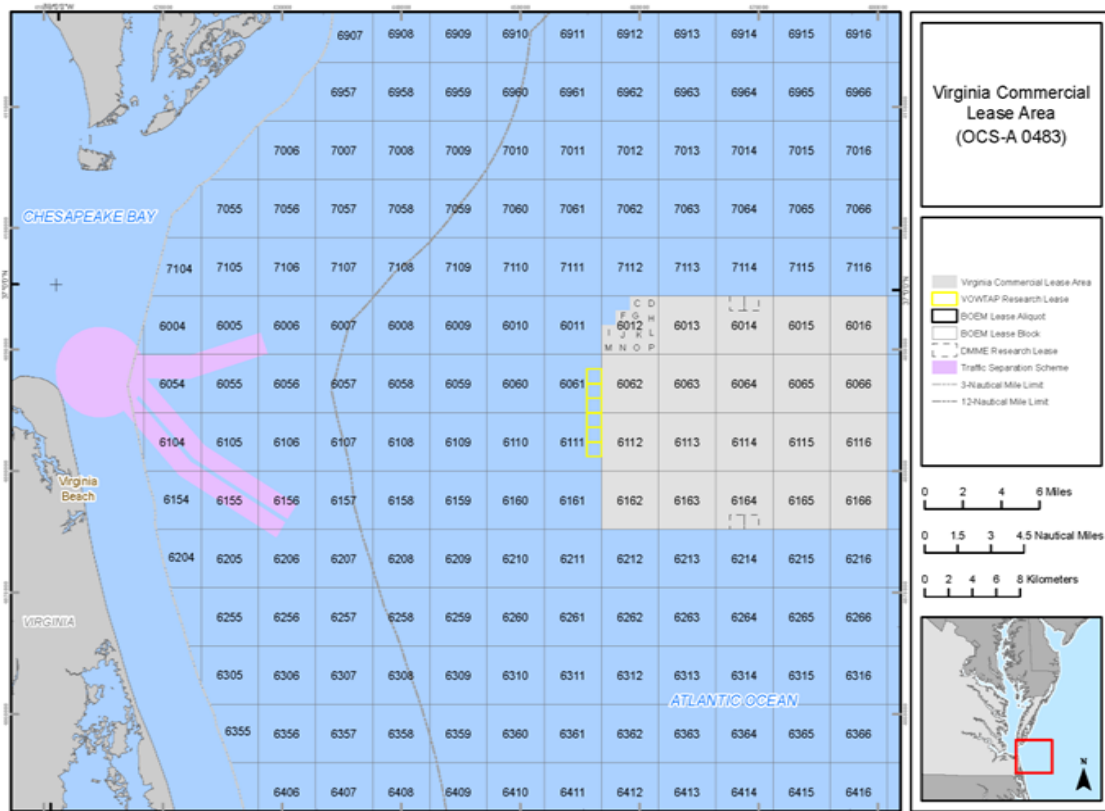 6907 6908 6909 6910 6911 6912 6913 6914 6915 6916
6957 6958 6959 6960 6961 6962 6963 6964 6965 6966
7006 7007 7008 7009 7010 7011 7012 7013 7014 7015 7016
CHESAPEAKE BAY
7055 7056 7057 7058 7059 7060 7061 7062 7063 7064 7065 7066
7104 7105 7106 7107 7108 7109 7110 7111 7112 7113 7114 7115 7116
C D
F G H
6004 6005 6006 6007 6008 6009 6010 6011 6012 6013 6014 6015 6016
I J K L
M N O P
6054 6055 6056 6057 6058 6059 6060 6061 6062 6063 6064 6065 6066
6104 6105 6106 6107 6108 6109 6110 6111 6112 6113 6114 6115 6116
Virginia
Beach
6154 6155 6156 6157 6158 6159 6160 6161 6162 6163 6164 6165 6166
6204 6205 6206 6207 6208 6209 6210 6211 6212 6213 6214 6215 6216
VIRGINIA
6255 6256 6257 6258 6259 6260 6261 6262 6263 6264 6265 6266
6305 6306 6307 6308 6309 6310 6311 6312 6313 6314 6315 6316
ATLANTIC OCEAN
6355 6356 6357 6358 6359 6360 6361 6362 6363 6364 6365 6366
6406 6407 6408 6409 6410 6411 6412 6413 6414 6415 6416
Virginia Commercial
Lease Area
(OCS-A 0483)
Virginia Commercial Lease Area
VOWTAP Research Lease
BOEM Lease Aliquot
BOEM Lease Block
DMME Research Lease
Traffic Separation Scheme
3-Nautical Mile Limit
12-Nautical Mile Limit
0 2 4 6 Miles
0 1.5 3 4.5 Nautical Miles
0 2 4 6 8 Kilometers
N